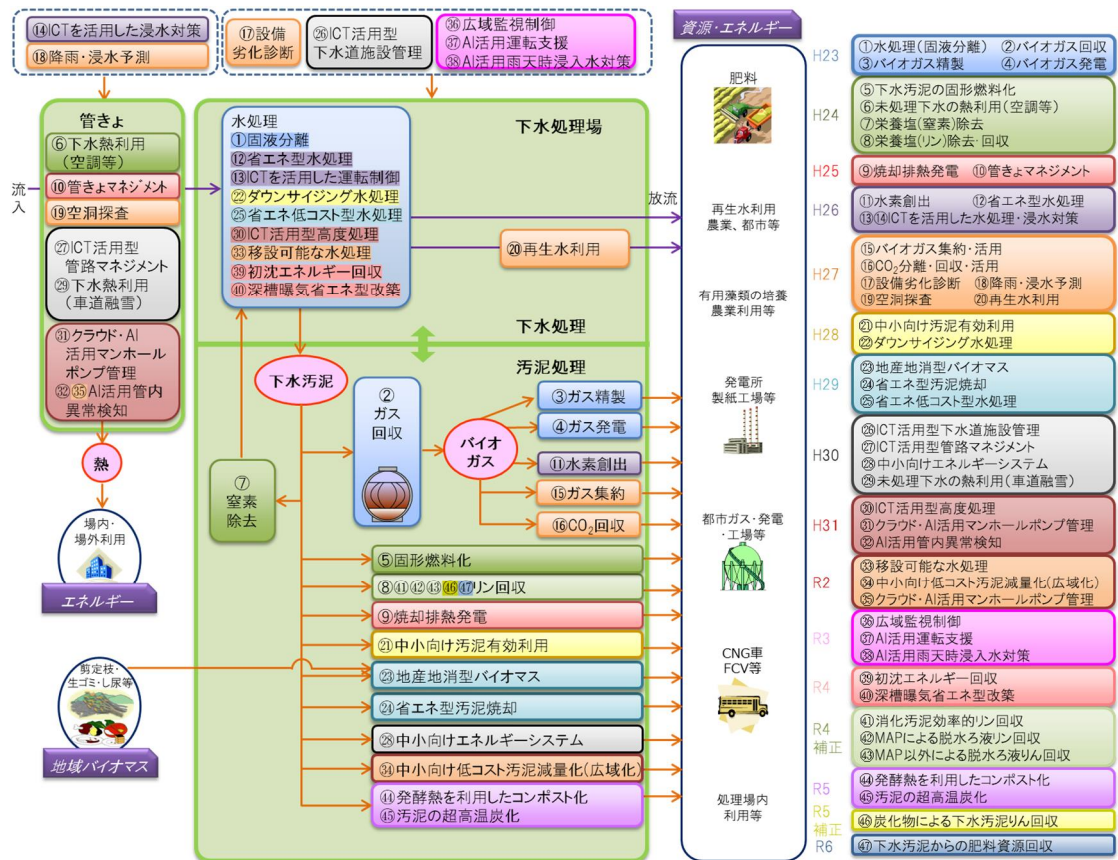 ⑭ICTを活用した浸水対策
⑱降雨・浸水予測
⑰設備
劣化診断
㉖ICT活用型
下水道施設管理
㊱広域監視制御
㊲AI活用運転支援
㊳AI活用雨天時浸入水対策
管きょ
⑥下水熱利用
(空調等)
流入
⑩管きょマネジメント
⑲空洞探査
㉗ICT活用型
管路マネジメント
㉙下水熱利用
(車道融雪)
㉛クラウド・AI
活用マンホール
ポンプ管理
㉜㉟AI活用管内
異常検知
熱
場内・
場外利用
エネルギー
剪定枝・
生ゴミ・し尿等
地域バイオマス
下水処理場
水処理
①固液分離
⑫省エネ型水処理
⑬ICTを活用した運転制御
㉒ダウンサイジング水処理
㉕省エネ低コスト型水処理
㉚ICT活用型高度処理
㉝移設可能な水処理
㊴初沈エネルギー回収
㊵深槽曝気省エネ型改築
放流
⑳再生水利用
下水処理
汚泥処理
下水汚泥
②
ガス
回収
バイオ
ガス
③ガス精製
④ガス発電
⑪水素創出
⑮ガス集約
⑯CO₂回収
⑦
窒素
除去
⑤固形燃料化
⑧㊶㊷㊸㊻㊼リン回収
⑨焼却排熱発電
㉑中小向け汚泥有効利用
㉓地産地消型バイオマス
㉔省エネ型汚泥焼却
㉘中小向けエネルギーシステム
㉞中小向け低コスト汚泥減量化(広域化)
㊹発酵熱を利用したコンポスト化
㊺汚泥の超高温炭化
資源・エネルギー
肥料
再生水利用
農業、都市等
有用藻類の培養
農業利用等
発電所
製紙工場等
都市ガス・発電
・工場等
CNG車
FCV等
処理場内
利用等
H23
①水処理(固液分離) ②バイオガス回収
③バイオガス精製 ④バイオガス発電
H24
⑤下水汚泥の固形燃料化
⑥未処理下水の熱利用(空調等)
⑦栄養塩(窒素)除去
⑧栄養塩(リン)除去・回収
H25
⑨焼却排熱発電 ⑩管きょマネジメント
H26
⑪水素創出 ⑫省エネ型水処理
⑬⑭ICTを活用した水処理・浸水対策
H27
⑮バイオガス集約・活用
⑯CO₂分離・回収・活用
⑰設備劣化診断 ⑱降雨・浸水予測
⑲空洞探査 ⑳再生水利用
H28
㉑中小向け汚泥有効利用
㉒ダウンサイジング水処理
H29
㉓地産地消型バイオマス
㉔省エネ型汚泥焼却
㉕省エネ低コスト型水処理
H30
㉖ICT活用型下水道施設管理
㉗ICT活用型管路マネジメント
㉘中小向けエネルギーシステム
㉙未処理下水の熱利用(車道融雪)
H31
㉚ICT活用型高度処理
㉛クラウド・AI活用マンホールポンプ管理
㉜AI活用管内異常検知
R2
㉝移設可能な水処理
㉞中小向け低コスト汚泥減量化(広域化)
㉟クラウド・AI活用マンホールポンプ管理
R3
㊱広域監視制御
㊲AI活用運転支援
㊳AI活用雨天時浸入水対策
R4
㊴初沈エネルギー回収
㊵深槽曝気省エネ型改築
R4
補正
㊶消化汚泥効率的リン回収
㊷MAPによる脱水ろ液リン回収
㊸MAP以外による脱水ろ液りん回収
R5
㊹発酵熱を利用したコンポスト化
㊺汚泥の超高温炭化
R5
補正
㊻炭化物による下水汚泥りん回収
R6
㊼下水汚泥からの肥料資源回収